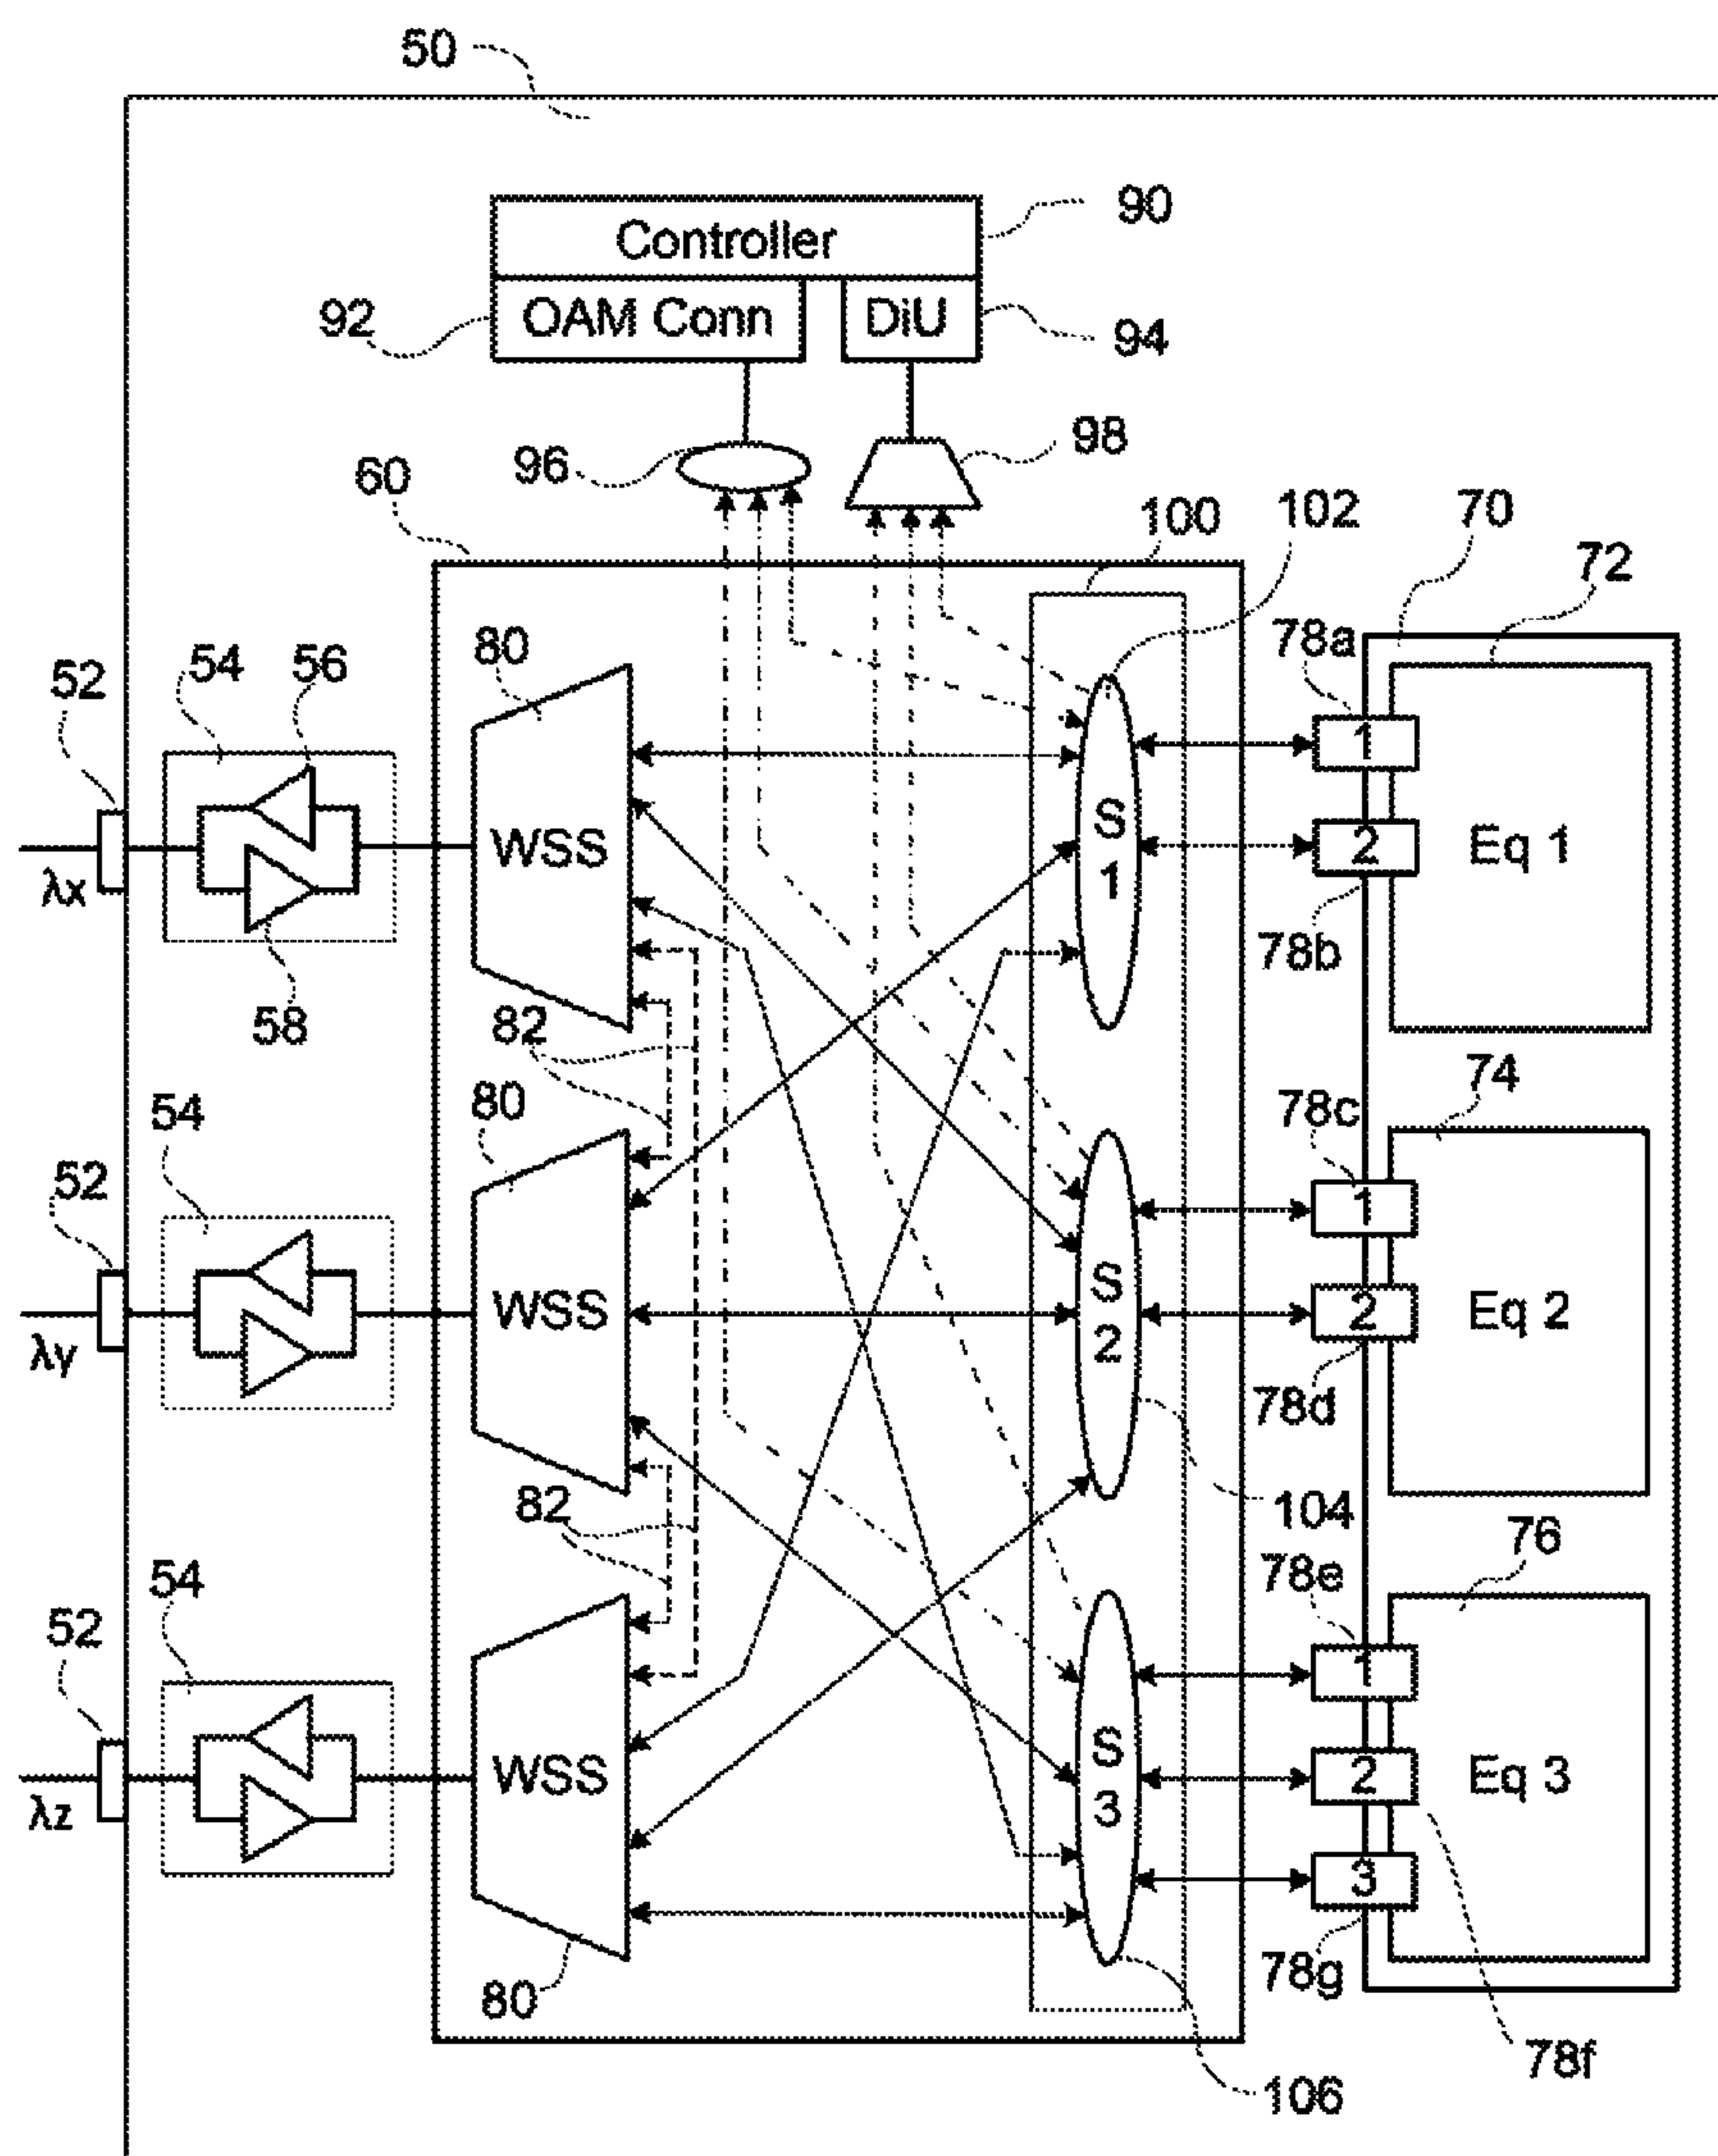 50
90
Controller
92
OAM Conn
DiU
94
96
98
60
100
102
70
72
52
54
56
80
78a
1
WSS
S
1
2
Eq 1
λx
58
78b
82
54
80
78c
74
52
1
WSS
S
2
2
Eq 2
λy
78d
82
104
54
78e
76
52
1
WSS
S
3
2
Eq 3
λz
3
80
78g
78f
106